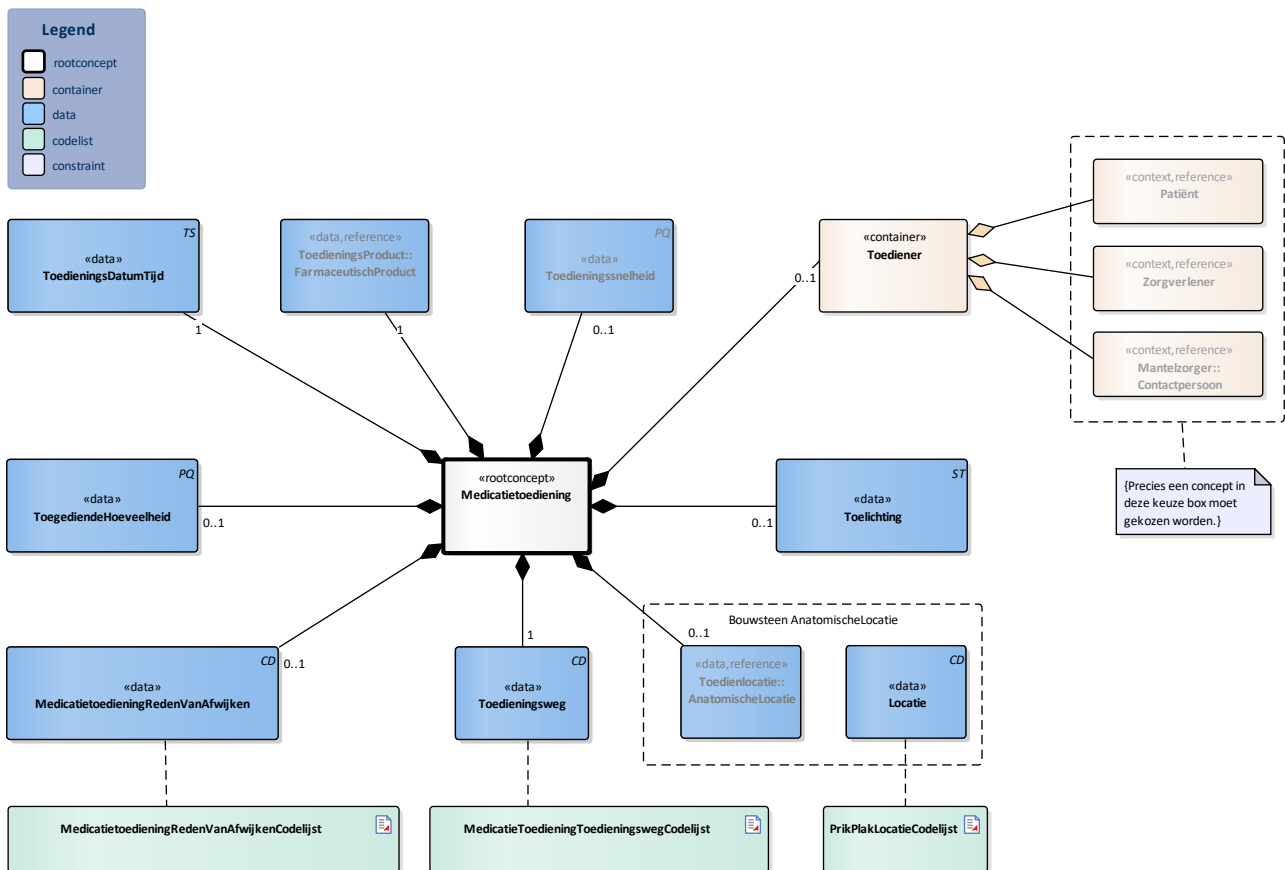 Legend
rootconcept
container
data
codelist
constraint
«context,reference»
Patiënt
TS
«data»
ToedieningsDatumTijd
1
«data,reference»
ToedieningsProduct::
FarmaceutischProduct
1
PQ
«data»
Toedieningssnelheid
0..1
«container»
Toediener
0..1
«context,reference»
Zorgverlener
«context,reference»
Mantelzorger::
Contactpersoon
{Precies een concept in
deze keuze box moet
gekozen worden.}
PQ
«data»
ToegediendeHoeveelheid
0..1
«rootconcept»
Medicatietoediening
ST
«data»
Toelichting
0..1
Bouwsteen AnatomischeLocatie
CD
«data»
MedicatietoedieningRedenVanAfwijken
0..1
1
CD
«data»
Toedieningsweg
0..1
«data,reference»
Toedienlocatie::
AnatomischeLocatie
CD
«data»
Locatie
MedicatietoedieningRedenVanAfwijkenCodelijst
MedicatieToedieningToedieningswegCodelijst
PrikPlakLocatieCodelijst